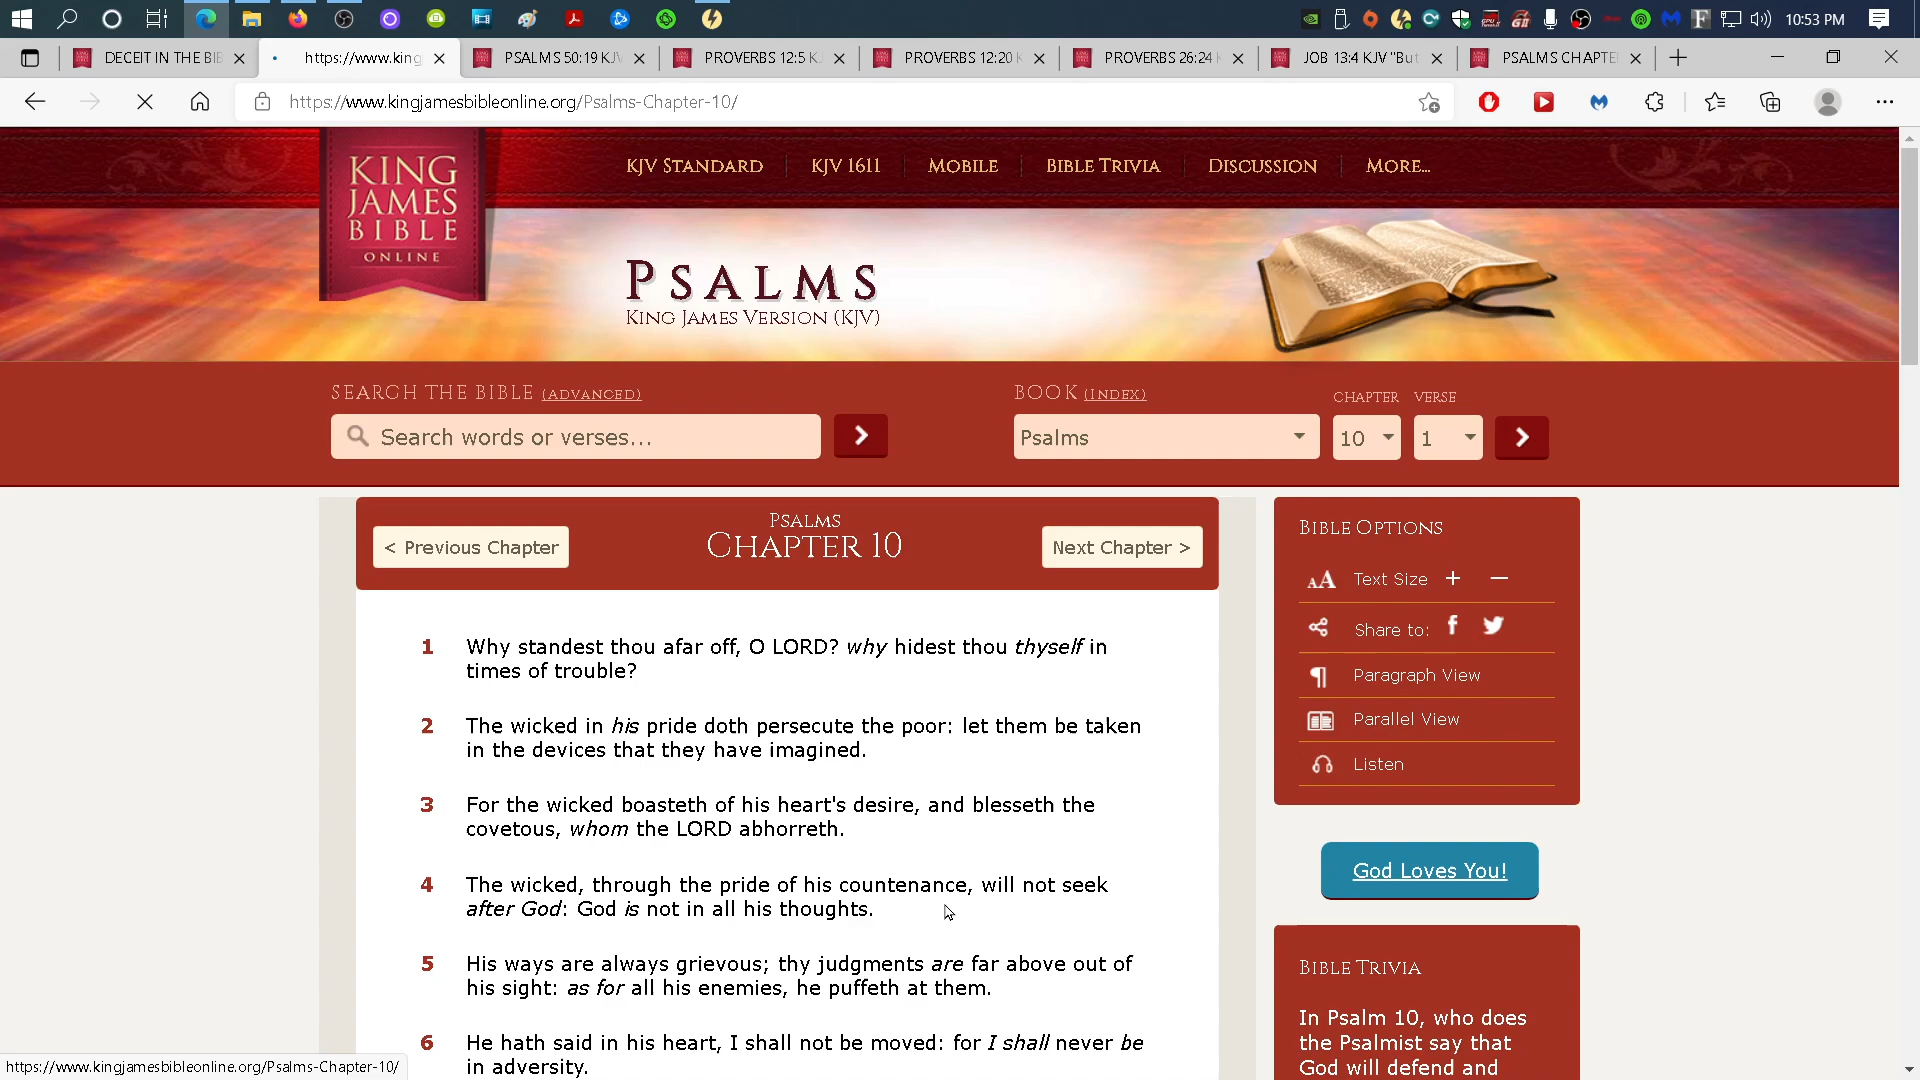 10:53 PM
DECEIT IN THE BIB
https://www.king
PSALMS 50:19 KJV
PROVERBS 12:5 K
PROVERBS 12:20 K
PROVERBS 26:24 K
JOB 13:4 KJV "But
PSALMS CHAPTE
https://www.kingjamesbibleonline.org/Psalms-Chapter-10/
KING
JAMES
BIBLE
ONLINE
KJV STANDARD
KJV 1611
MOBILE
BIBLE TRIVIA
DISCUSSION
MORE...
PSALMS
KING JAMES VERSION (KJV)
SEARCH THE BIBLE (ADVANCED)
BOOK (INDEX)
CHAPTER
VERSE
Search words or verses...
Psalms
10
1
< Previous Chapter
PSALMS
CHAPTER 10
Next Chapter >
1 Why standest thou afar off, O LORD? why hidest thou thyself in
times of trouble?
2 The wicked in his pride doth persecute the poor: let them be taken
in the devices that they have imagined.
3 For the wicked boasteth of his heart's desire, and blesseth the
covetous, whom the LORD abhorreth.
4 The wicked, through the pride of his countenance, will not seek
after God: God is not in all his thoughts.
5 His ways are always grievous; thy judgments are far above out of
his sight: as for all his enemies, he puffeth at them.
6 He hath said in his heart, I shall not be moved: for I shall never be
in adversity.
BIBLE OPTIONS
AA Text Size + −
Share to:
Paragraph View
Parallel View
Listen
God Loves You!
BIBLE TRIVIA
In Psalm 10, who does
the Psalmist say that
God will defend and
https://www.kingjamesbibleonline.org/Psalms-Chapter-10/